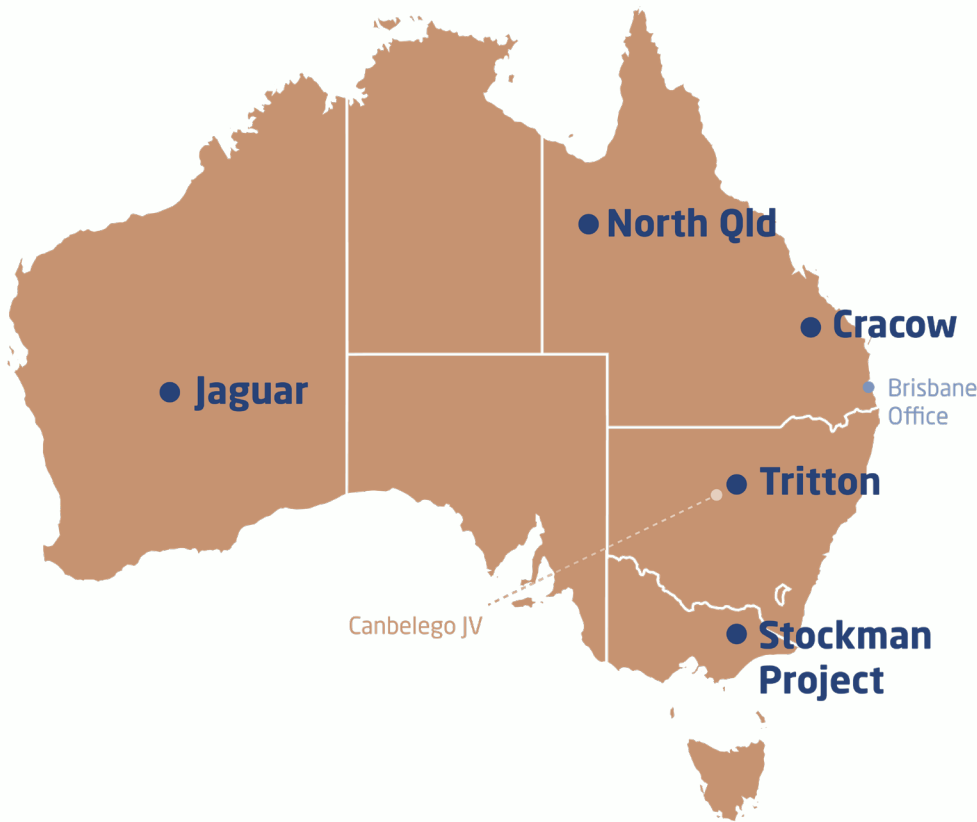 North Qld
Cracow
Jaguar
Brisbane
Office
Tritton
Canbelego JV
Stockman
Project